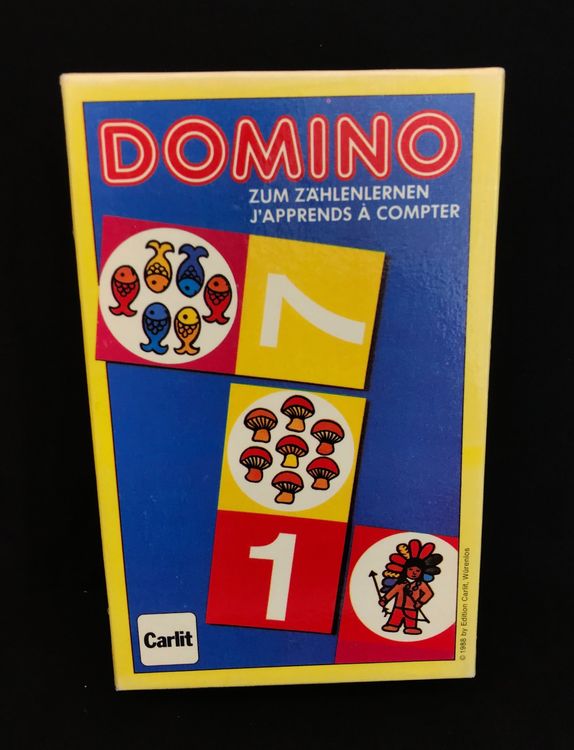 DOMINO
ZUM ZÄHLENLERNEN
J'APPRENDS À COMPTER
7
1
Carlit
© 1988 by Edition Carlit, Würenlos